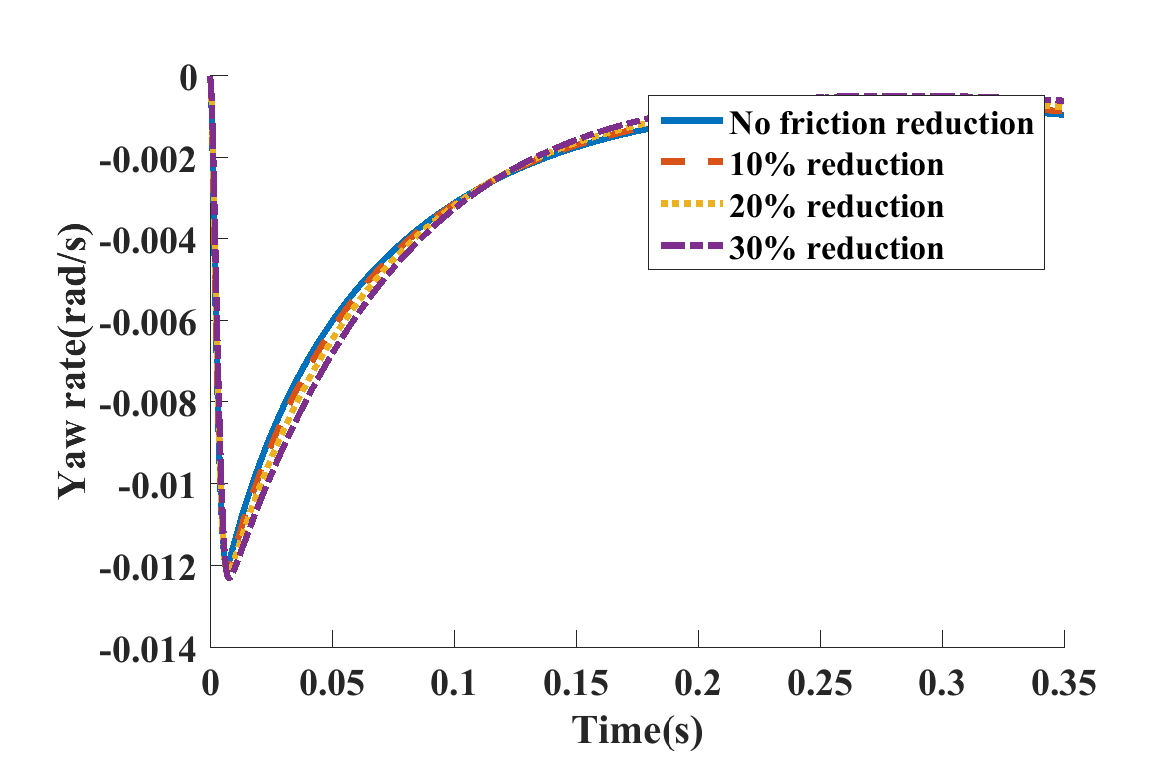 0
-0.002
-0.004
-0.006
-0.008
-0.01
-0.012
-0.014
Yaw rate(rad/s)
No friction reduction
10% reduction
20% reduction
30% reduction
0 0.05 0.1 0.15 0.2 0.25 0.3 0.35
Time(s)